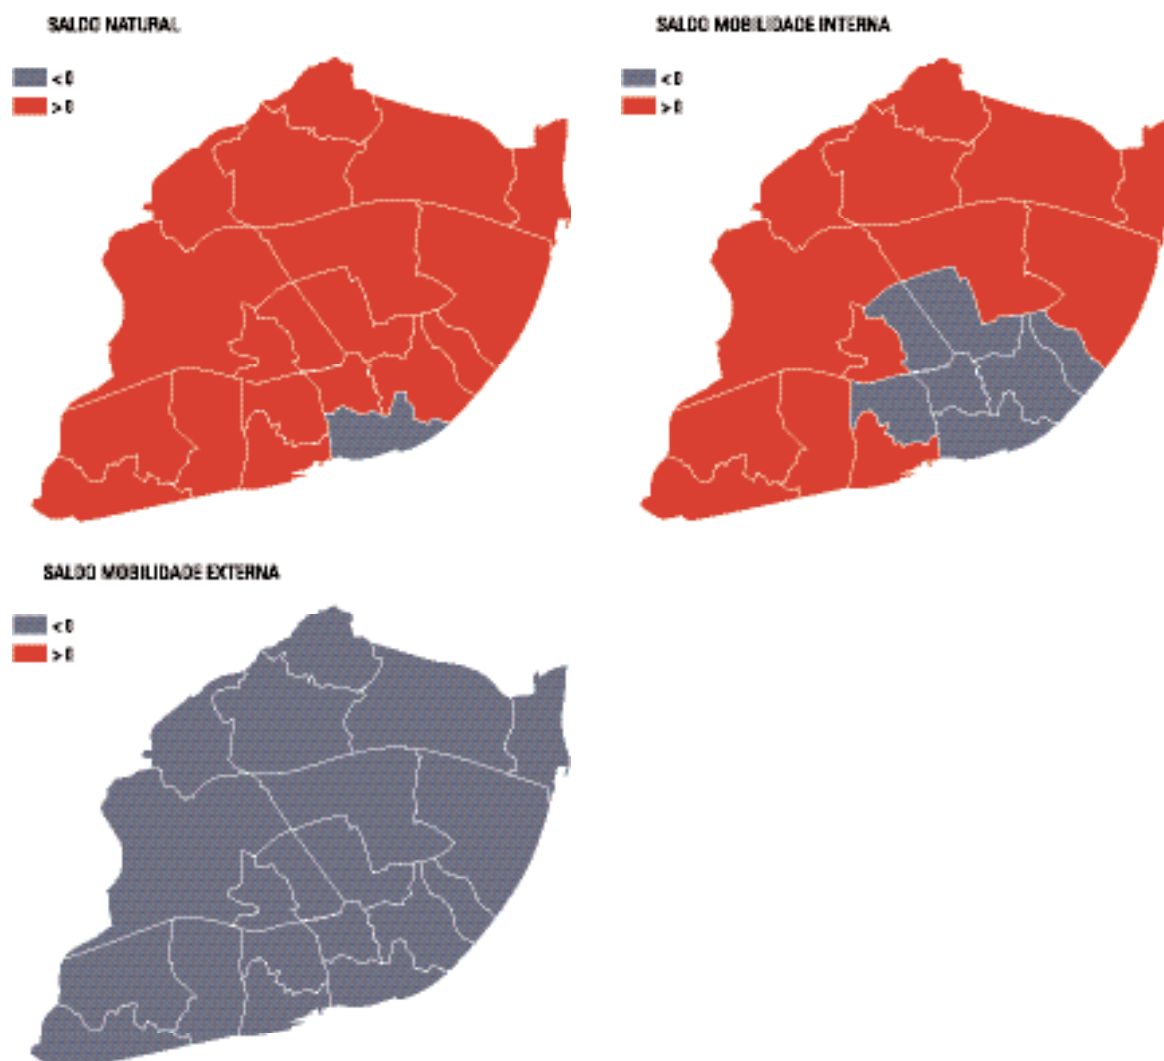 SALDO NATURAL
< 0
> 0
SALDO MOBILIDADE INTERNA
< 0
> 0
SALDO MOBILIDADE EXTERNA
< 0
> 0